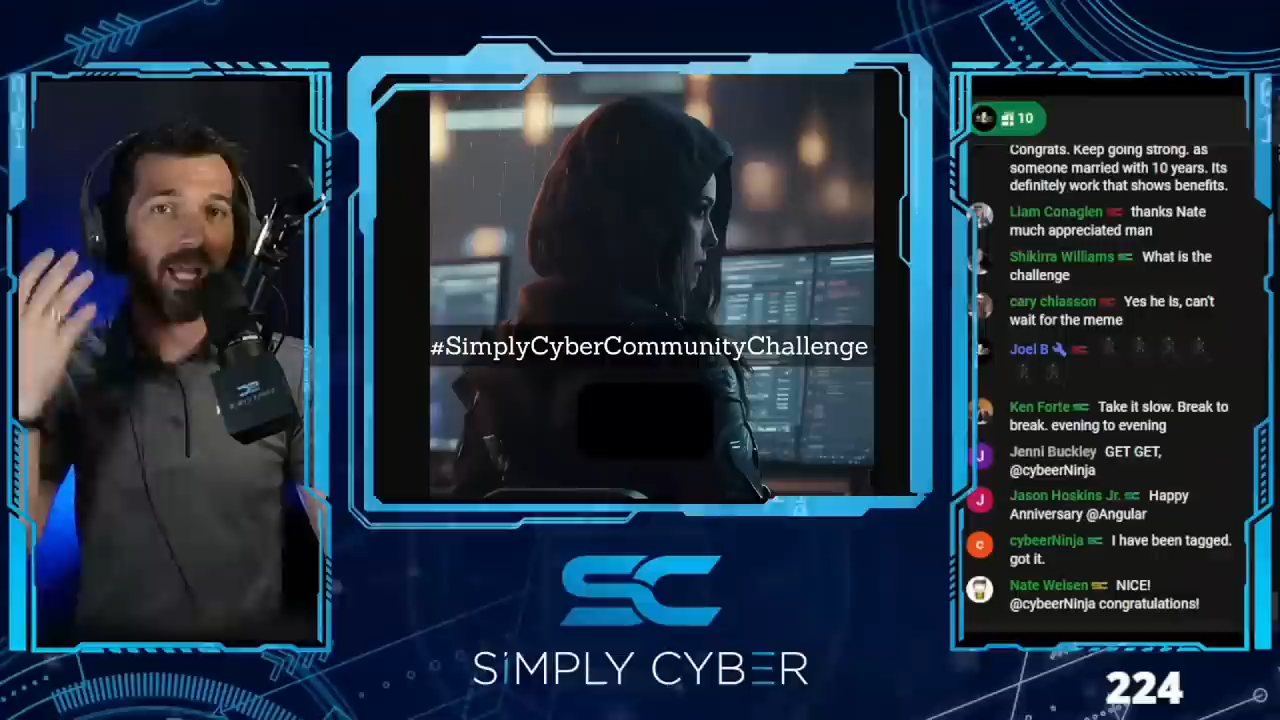 #SimplyCyberCommunityChallenge
SC
SIMPLY CYBER
10
Congrats. Keep going strong. as
someone married with 10 years. Its
definitely work that shows benefits.
Liam Conaglen thanks Nate
much appreciated man
Shikirra Williams What is the
challenge
cary chiasson Yes he is, can't
wait for the meme
Joel B
Ken Forte Take it slow. Break to
break. evening to evening
J Jenni Buckley GET GET,
@cybeerNinja
J Jason Hoskins Jr. Happy
Anniversary @Angular
c cybeerNinja I have been tagged.
got it.
Nate Weisen NICE!
@cybeerNinja congratulations!
224